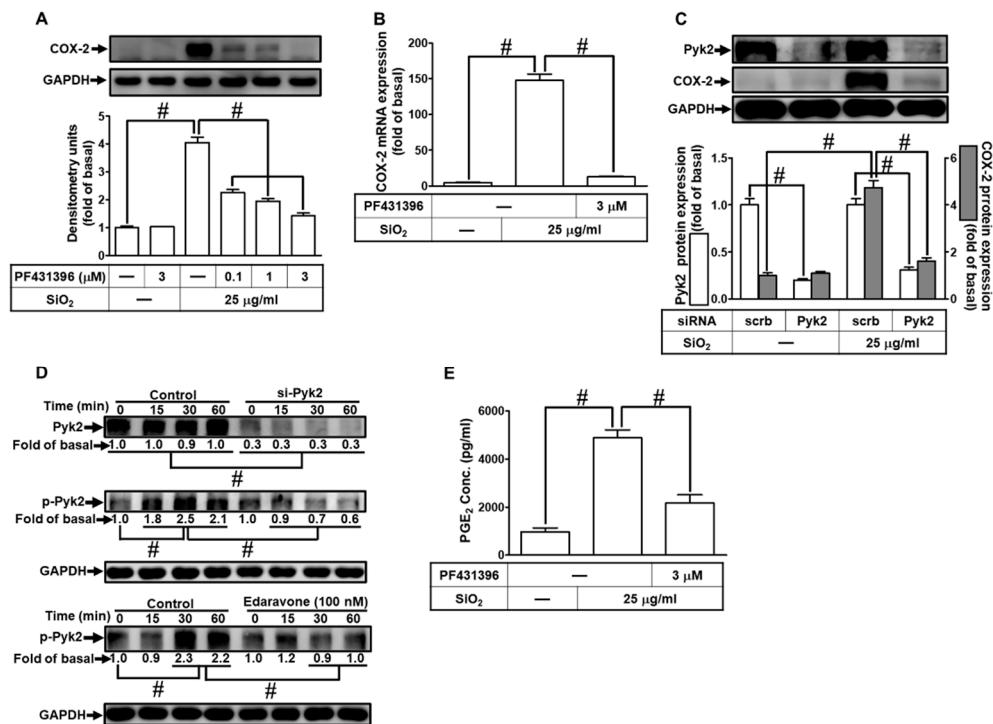 A
COX-2
GAPDH
# #
Densitometry units
(fold of basal)
5
4
3
2
1
0
PF431396 (μM) — 3 — 0.1 1 3
SiO2 — 25 μg/ml
B
# #
COX-2 mRNA expression
(fold of basal)
200
150
100
50
0
PF431396 — 3 μM
SiO2 — 25 μg/ml
C
Pyk2
COX-2
GAPDH
# #
# #
Pyk2 protein expression
(fold of basal)
1.5
1.0
0.5
0.0
6
4
2
0
COX-2 prrotein expression
(fold of basal)
siRNA scrb Pyk2 scrb Pyk2
SiO2 — 25 μg/ml
D
Control si-Pyk2
Time (min) 0 15 30 60 0 15 30 60
Pyk2
Fold of basal 1.0 1.0 0.9 1.0 0.3 0.3 0.3 0.3
#
p-Pyk2
Fold of basal 1.0 1.8 2.5 2.1 1.0 0.9 0.7 0.6
# #
GAPDH
Control Edaravone (100 nM)
Time (min) 0 15 30 60 0 15 30 60
p-Pyk2
Fold of basal 1.0 0.9 2.3 2.2 1.0 1.2 0.9 1.0
# #
GAPDH
E
# #
PGE2 Conc. (pg/ml)
6000
4000
2000
0
PF431396 — 3 μM
SiO2 — 25 μg/ml